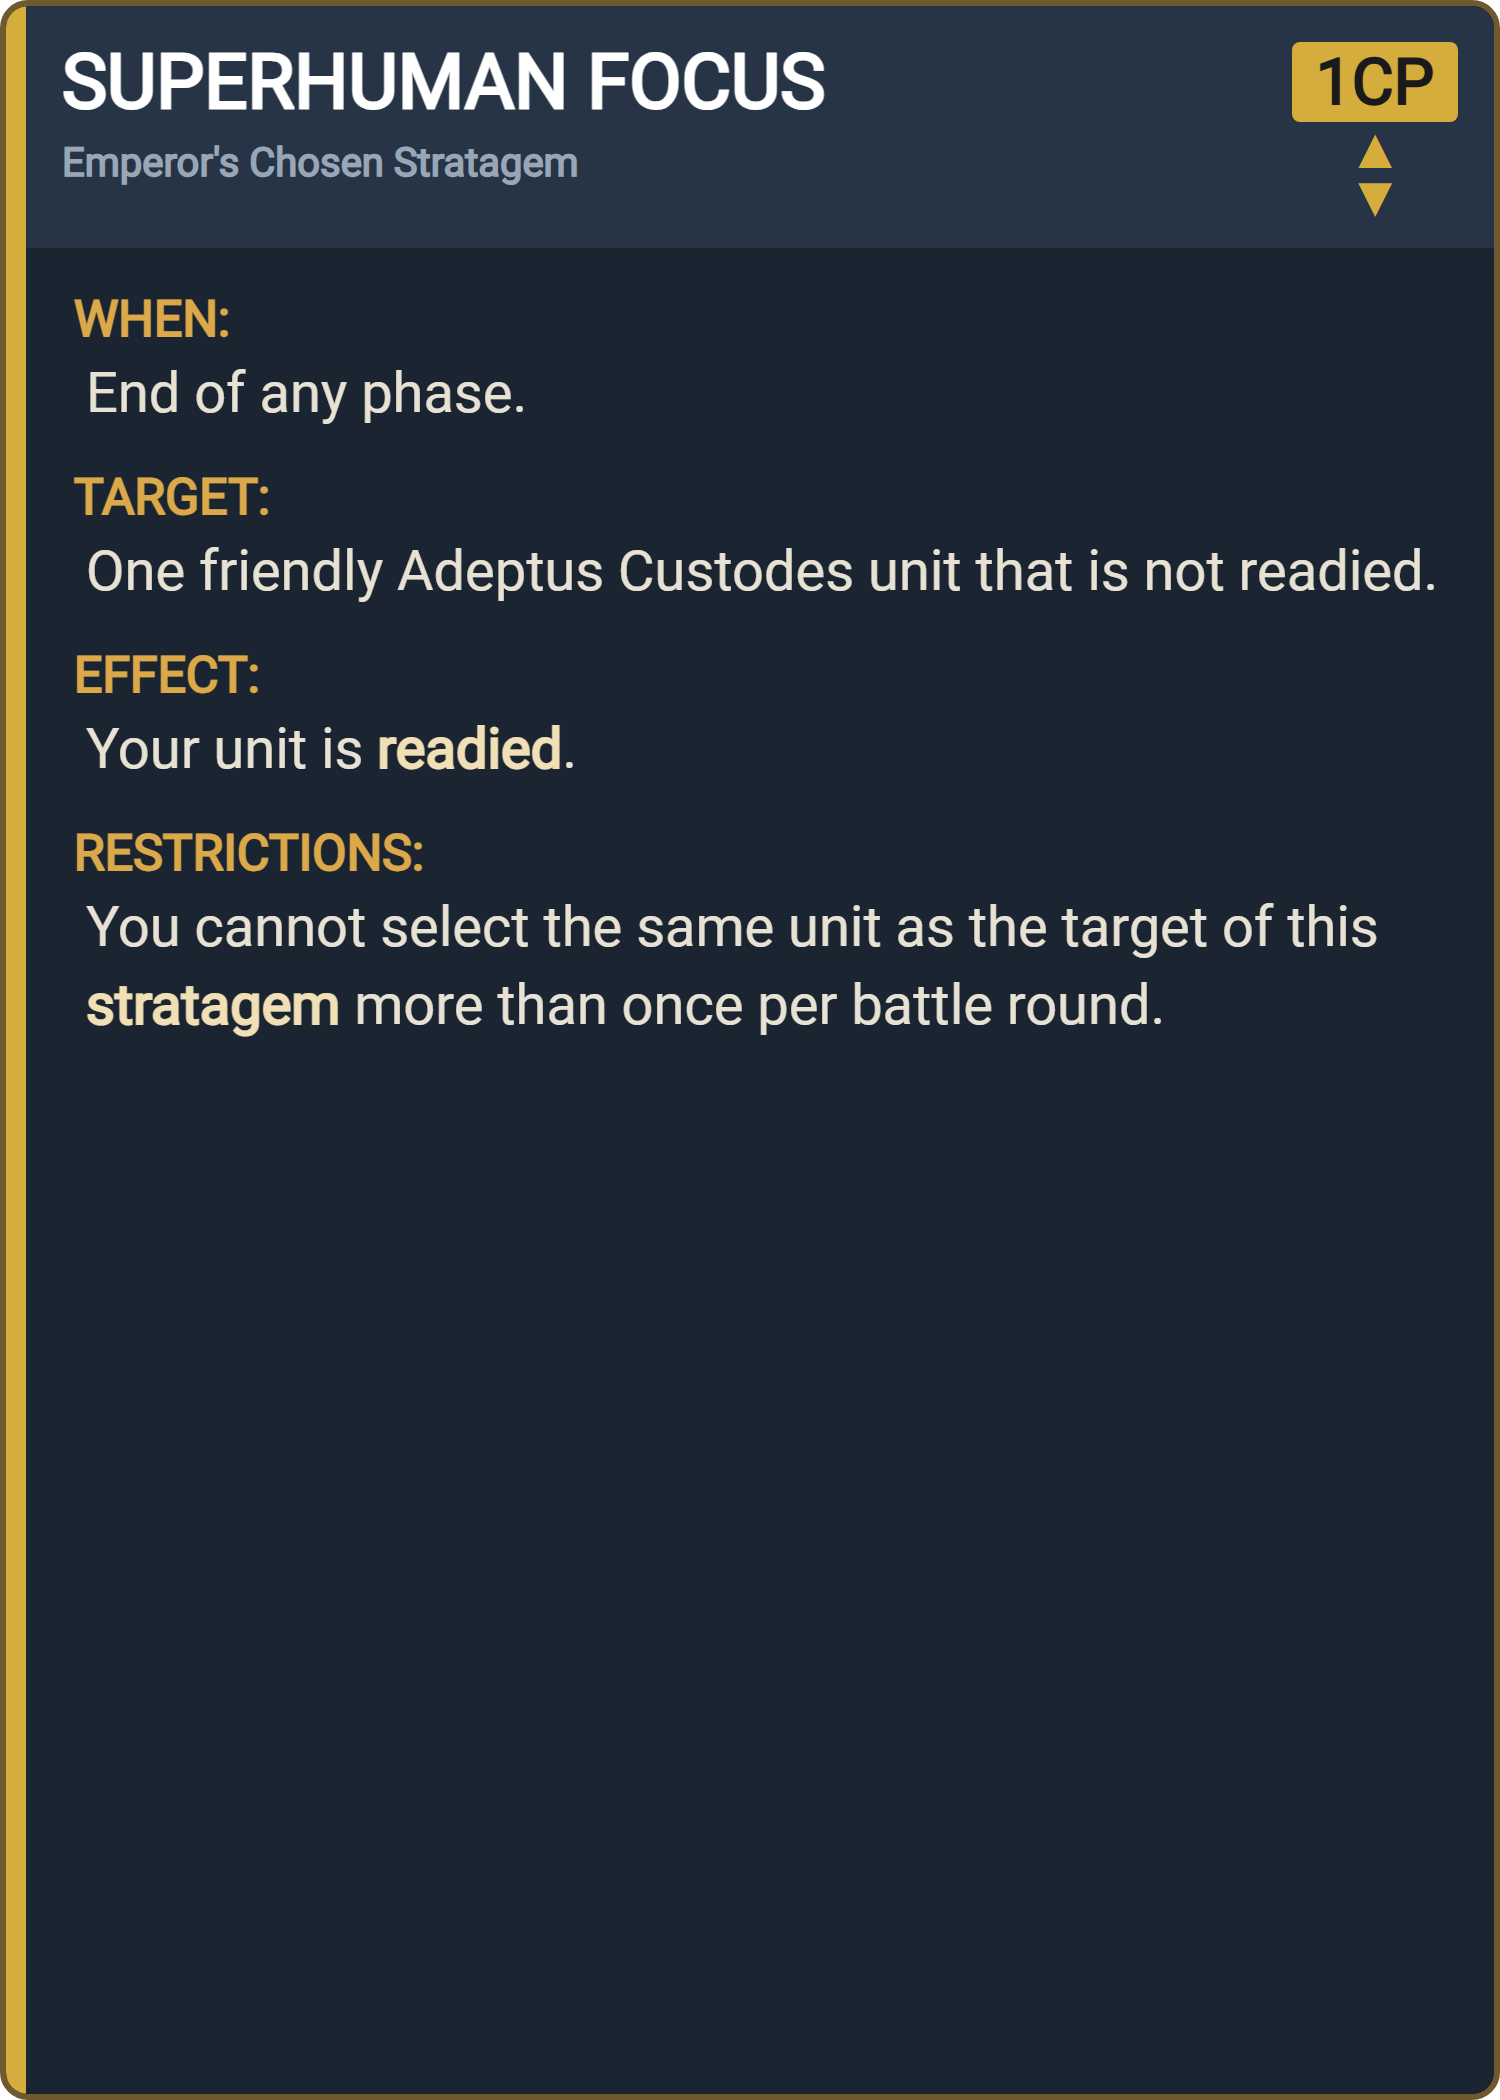 SUPERHUMAN FOCUS
1CP
Emperor's Chosen Stratagem
▲
▼
WHEN:
End of any phase.
TARGET:
One friendly Adeptus Custodes unit that is not readied.
EFFECT:
Your unit is readied.
RESTRICTIONS:
You cannot select the same unit as the target of this
stratagem more than once per battle round.